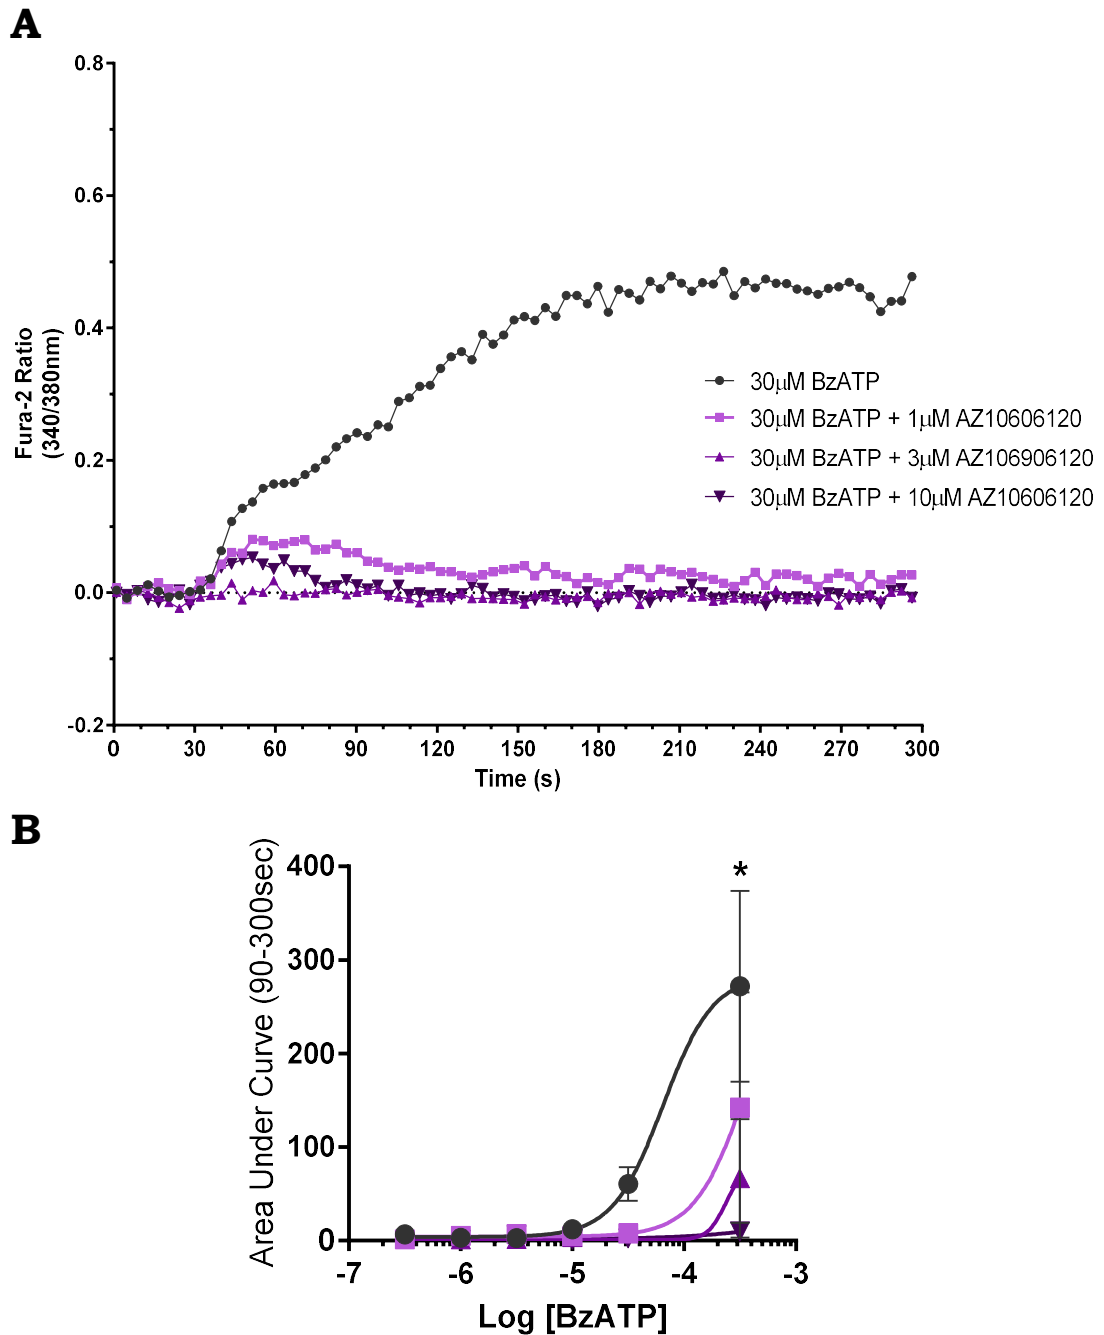 A
0.8
0.6
0.4
0.2
0.0
-0.2
Fura-2 Ratio
(340/380nm)
30µM BzATP
30µM BzATP + 1µM AZ10606120
30µM BzATP + 3µM AZ106906120
30µM BzATP + 10µM AZ10606120
0 30 60 90 120 150 180 210 240 270 300
Time (s)
B
Area Under Curve (90-300sec)
400
300
200
100
0
*
-7 -6 -5 -4 -3
Log [BzATP]